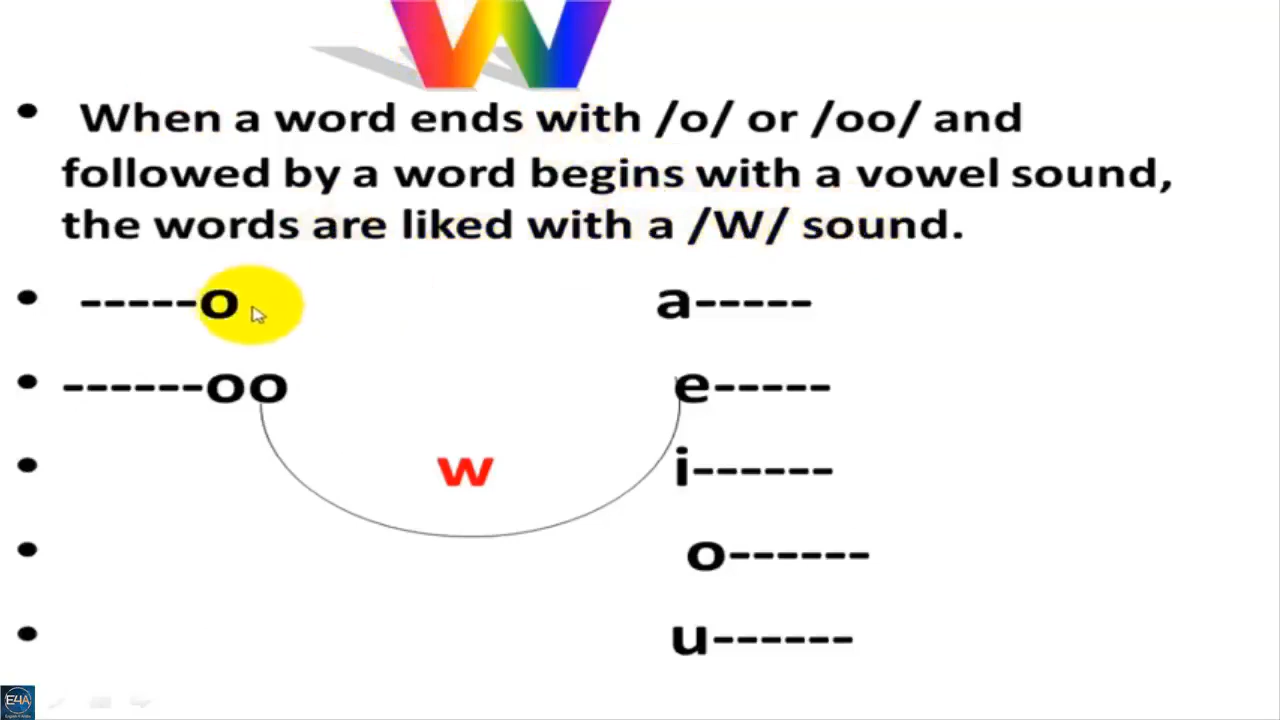 W
• When a word ends with /o/ or /oo/ and
followed by a word begins with a vowel sound,
the words are liked with a /W/ sound.
• -----o a-----
• ------oo e-----
• w i------
• o------
• u------
E4A